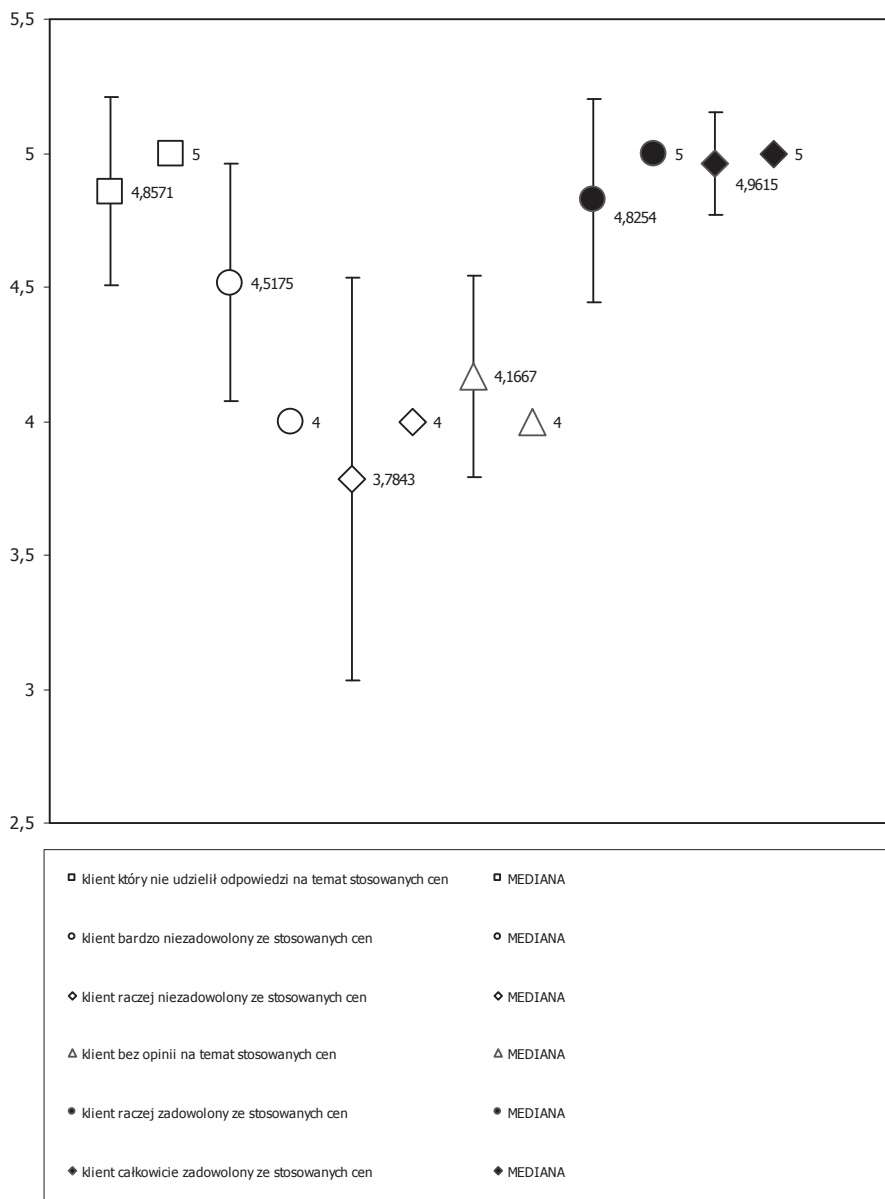 5,5
5
4,5
4
3,5
3
2,5
4,8571
5
4,5175
4
3,7843
4
4,1667
4
4,8254
5
4,9615
5
klient który nie udzielił odpowiedzi na temat stosowanych cen
MEDIANA
klient bardzo niezadowolony ze stosowanych cen
MEDIANA
klient raczej niezadowolony ze stosowanych cen
MEDIANA
klient bez opinii na temat stosowanych cen
MEDIANA
klient raczej zadowolony ze stosowanych cen
MEDIANA
klient całkowicie zadowolony ze stosowanych cen
MEDIANA